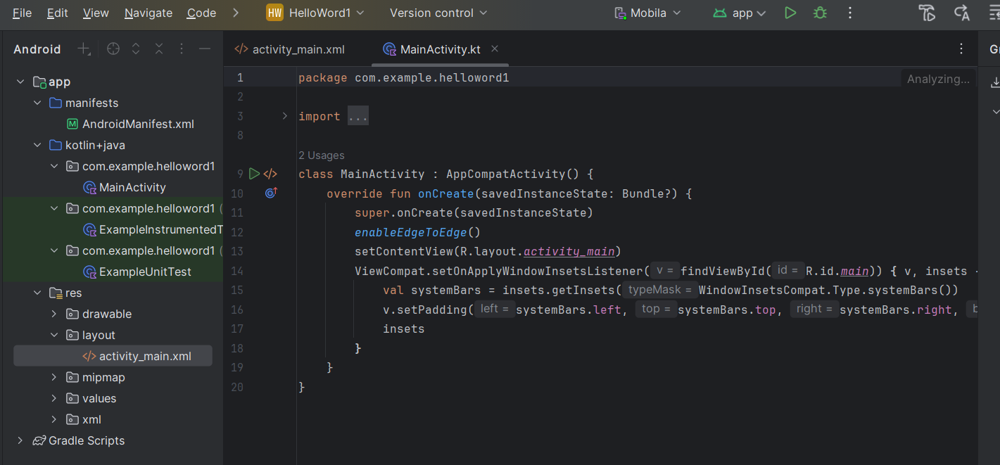 File Edit View Navigate Code HW HelloWord1 Version control Mobila app
Android
activity_main.xml MainActivity.kt
app
manifests
AndroidManifest.xml
kotlin+java
com.example.helloword1
MainActivity
com.example.helloword1 (
ExampleInstrumentedT
com.example.helloword1 (
ExampleUnitTest
res
drawable
layout
activity_main.xml
mipmap
values
xml
Gradle Scripts
1 package com.example.helloword1
Analyzing...
2
3 import ...
8
2 Usages
9 class MainActivity : AppCompatActivity() {
10 override fun onCreate(savedInstanceState: Bundle?) {
11 super.onCreate(savedInstanceState)
12 enableEdgeToEdge()
13 setContentView(R.layout.activity_main)
14 ViewCompat.setOnApplyWindowInsetsListener( v = findViewById( id = R.id.main)) { v, insets -
15 val systemBars = insets.getInsets( typeMask = WindowInsetsCompat.Type.systemBars())
16 v.setPadding( left = systemBars.left, top = systemBars.top, right = systemBars.right, b
17 insets
18 }
19 }
20 }
Gr